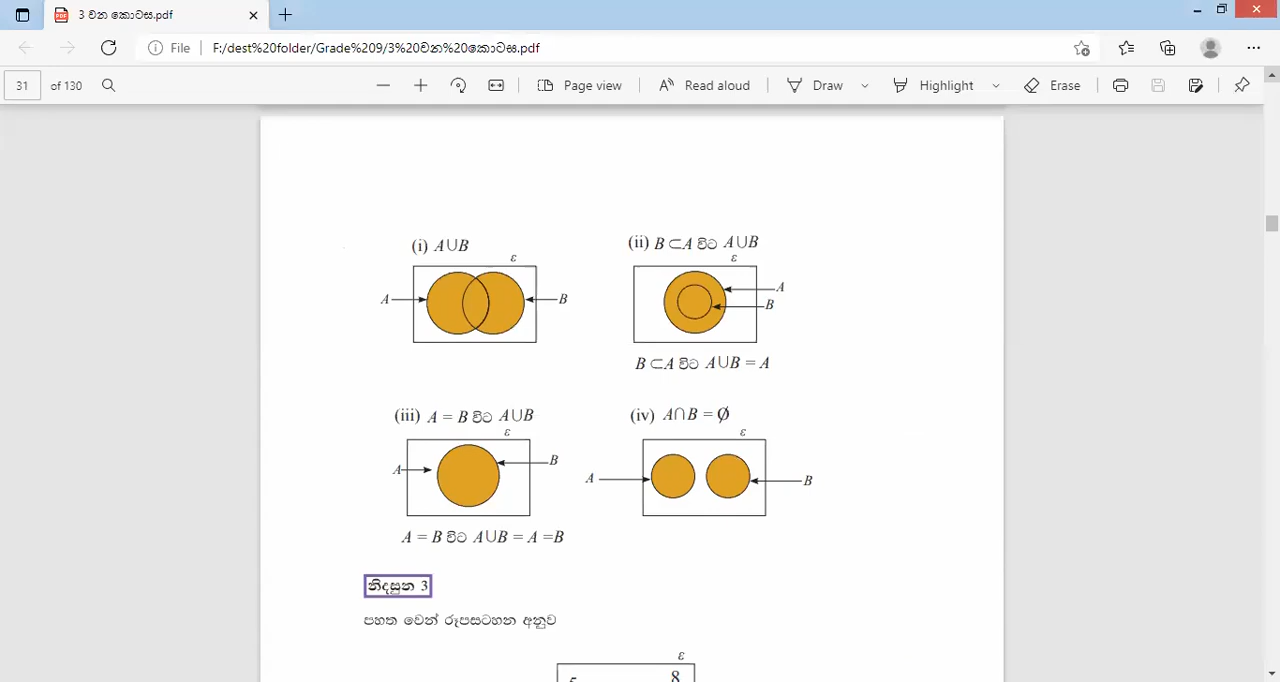 3 වන කොටස.pdf
File F:/dest%20folder/Grade%209/3%20වන%20කොටස.pdf
31 of 130 Page view Read aloud Draw Highlight Erase
(i) A∪B
ε
A B
(ii) B ⊂A විට A∪B
ε
A
B
B ⊂A විට A∪B = A
(iii) A = B විට A∪B
ε
A B
A = B විට A∪B = A =B
(iv) A∩B = ∅
ε
A B
නිදසුන 3
පහත වෙන් රූපසටහන අනුව
ε
8